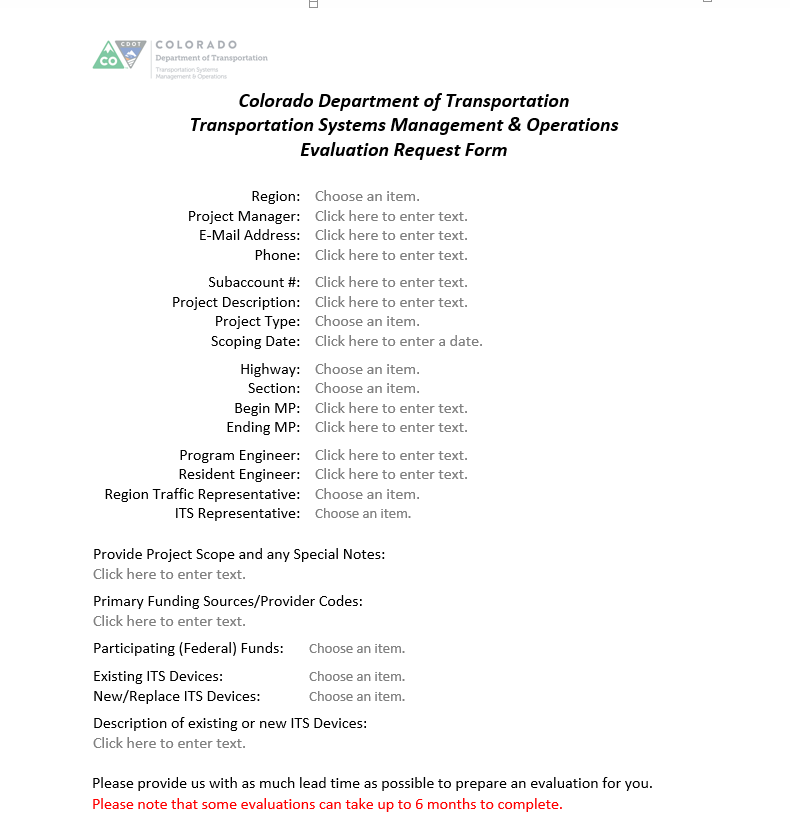 CO
CDOT
COLORADO
Department of Transportation
Transportation Systems
Management & Operations
Colorado Department of Transportation
Transportation Systems Management & Operations
Evaluation Request Form
Region: Choose an item.
Project Manager: Click here to enter text.
E-Mail Address: Click here to enter text.
Phone: Click here to enter text.
Subaccount #: Click here to enter text.
Project Description: Click here to enter text.
Project Type: Choose an item.
Scoping Date: Click here to enter a date.
Highway: Choose an item.
Section: Choose an item.
Begin MP: Click here to enter text.
Ending MP: Click here to enter text.
Program Engineer: Click here to enter text.
Resident Engineer: Click here to enter text.
Region Traffic Representative: Choose an item.
ITS Representative: Choose an item.
Provide Project Scope and any Special Notes:
Click here to enter text.
Primary Funding Sources/Provider Codes:
Click here to enter text.
Participating (Federal) Funds: Choose an item.
Existing ITS Devices: Choose an item.
New/Replace ITS Devices: Choose an item.
Description of existing or new ITS Devices:
Click here to enter text.
Please provide us with as much lead time as possible to prepare an evaluation for you.
Please note that some evaluations can take up to 6 months to complete.